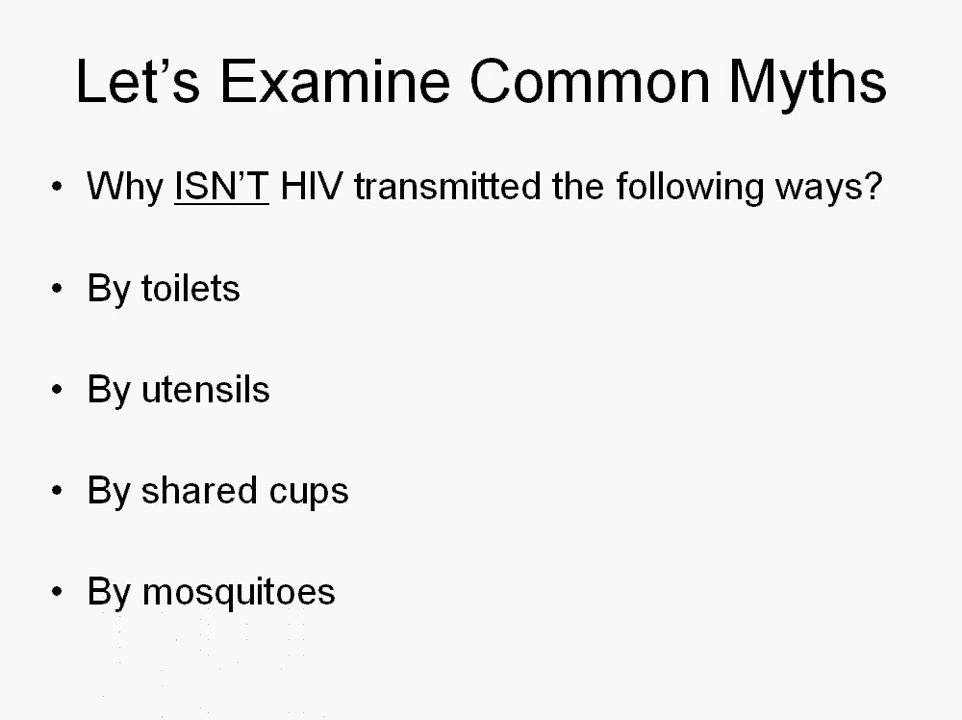 Let's Examine Common Myths
• Why ISN'T HIV transmitted the following ways?
• By toilets
• By utensils
• By shared cups
• By mosquitoes